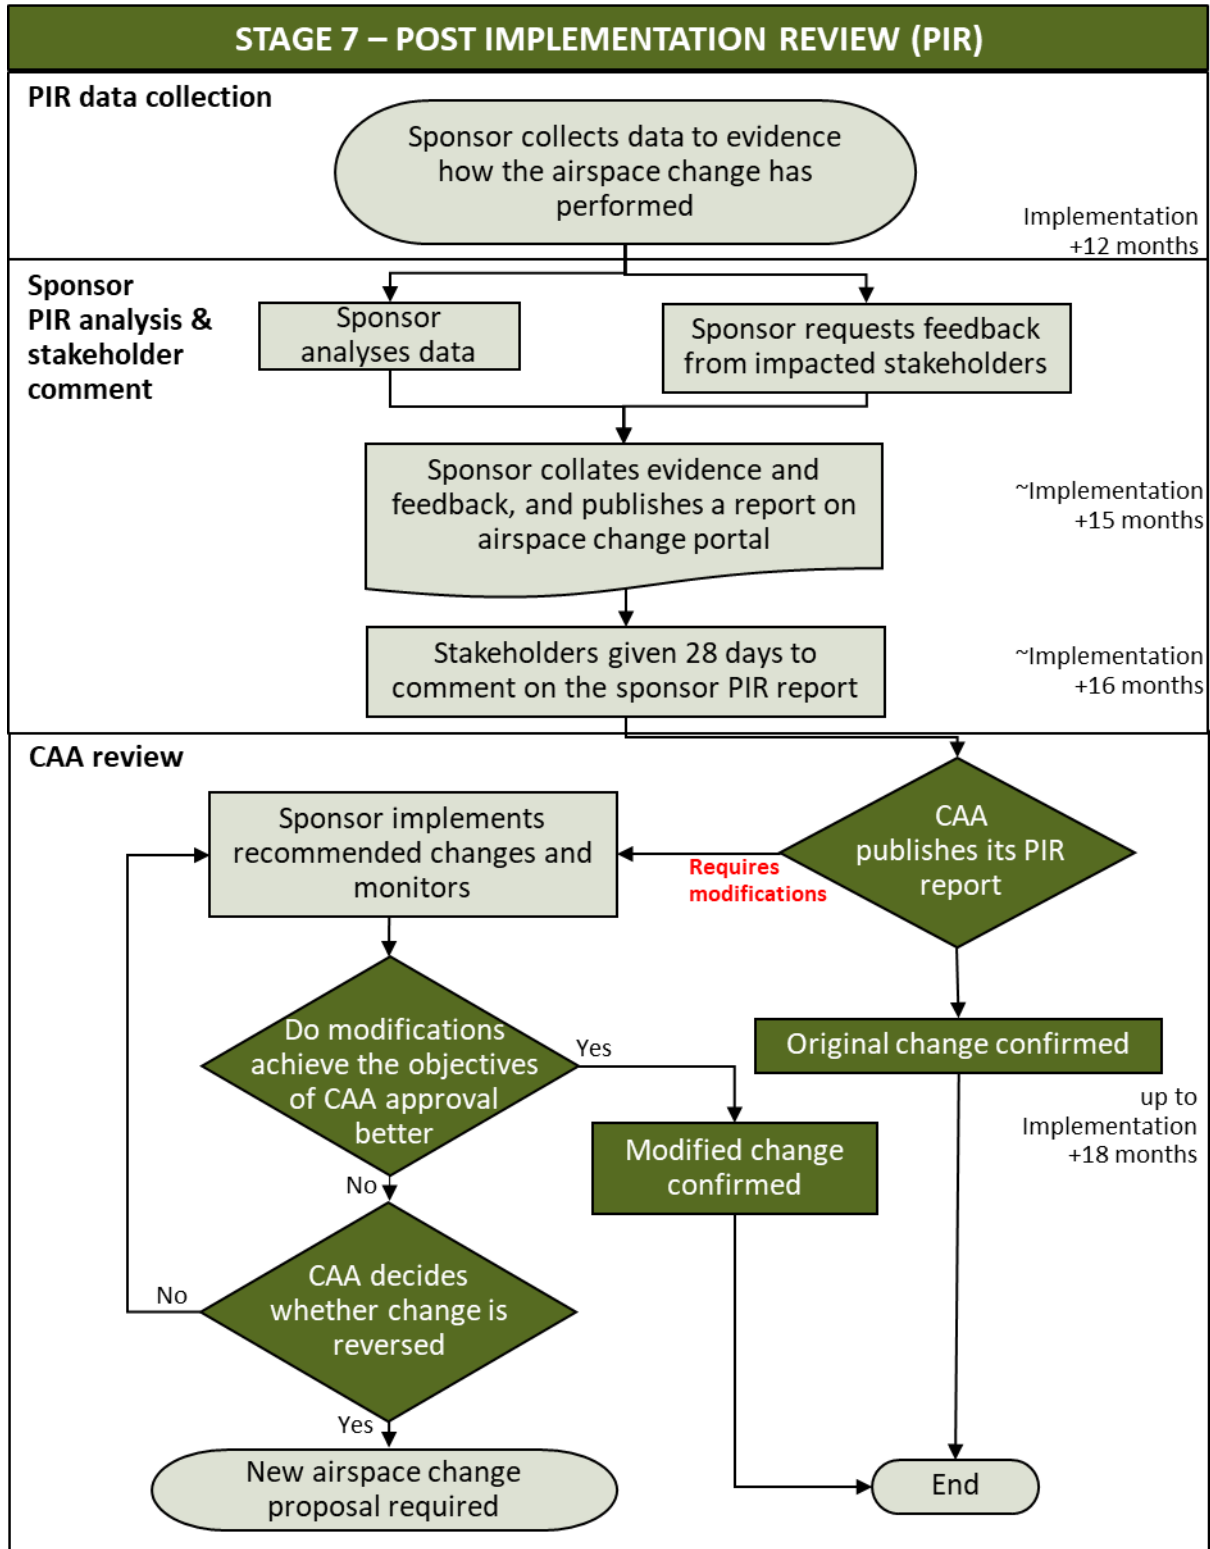 STAGE 7 – POST IMPLEMENTATION REVIEW (PIR)
PIR data collection
Sponsor collects data to evidence
how the airspace change has
performed
Implementation
+12 months
Sponsor
PIR analysis &
stakeholder
comment
Sponsor
analyses data
Sponsor requests feedback
from impacted stakeholders
Sponsor collates evidence and
feedback, and publishes a report on
airspace change portal
~Implementation
+15 months
Stakeholders given 28 days to
comment on the sponsor PIR report
~Implementation
+16 months
CAA review
CAA
publishes its PIR
report
Requires
modifications
Sponsor implements
recommended changes and
monitors
Do modifications
achieve the objectives
of CAA approval
better
Yes
Original change confirmed
up to
Implementation
+18 months
Modified change
confirmed
No
CAA decides
whether change is
reversed
No
Yes
New airspace change
proposal required
End